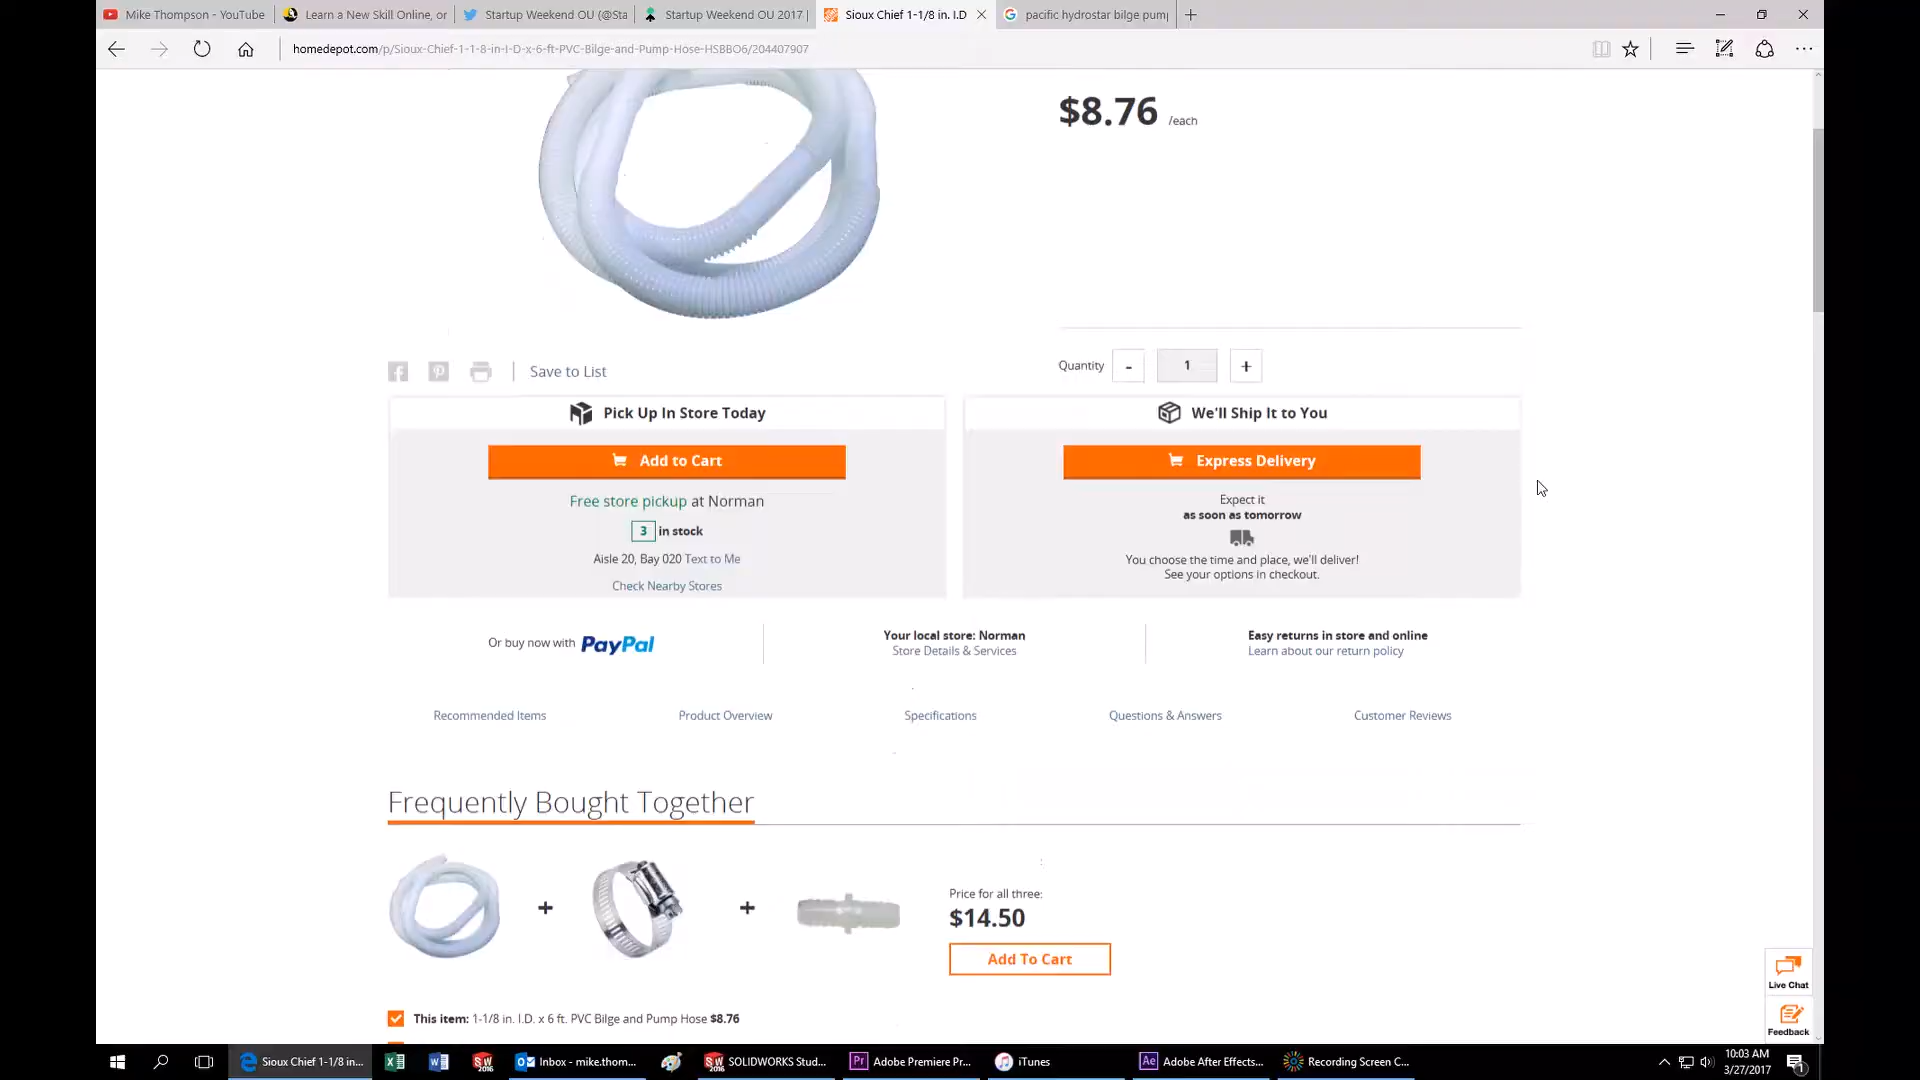 Mike Thompson - YouTube
Learn a New Skill Online, or
Startup Weekend OU (@Sta
Startup Weekend OU 2017
Sioux Chief 1-1/8 in. I.D
pacific hydrostar bilge pump
homedepot.com/p/Sioux-Chief-1-1-8-in-I-D-x-6-ft-PVC-Bilge-and-Pump-Hose-HSBBO6/204407907
$8.76 /each
Save to List
Quantity - 1 +
Pick Up In Store Today
We'll Ship It to You
Add to Cart
Express Delivery
Free store pickup at Norman
Expect it
as soon as tomorrow
3 in stock
Aisle 20, Bay 020 Text to Me
You choose the time and place, we'll deliver!
See your options in checkout.
Check Nearby Stores
Or buy now with PayPal
Your local store: Norman
Store Details & Services
Easy returns in store and online
Learn about our return policy
Recommended Items
Product Overview
Specifications
Questions & Answers
Customer Reviews
Frequently Bought Together
+ +
Price for all three:
$14.50
Add To Cart
Live Chat
Feedback
This item: 1-1/8 in. I.D. x 6 ft. PVC Bilge and Pump Hose $8.76
Sioux Chief 1-1/8 in...
SW 2016
Inbox - mike.thom...
SW 2016
SOLIDWORKS Stud...
Pr
Adobe Premiere Pr...
iTunes
Ae
Adobe After Effects...
Recording Screen C...
10:03 AM
3/27/2017
1